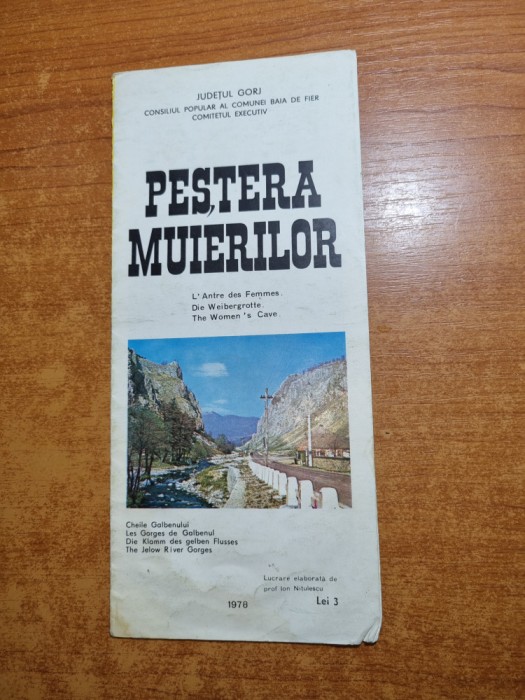 JUDEȚUL GORJ
CONSILIUL POPULAR AL COMUNEI BAIA DE FIER
COMITETUL EXECUTIV
PEȘTERA
MUIERILOR
L'Antre des Femmes.
Die Weibergrotte.
The Women's Cave.
Cheile Galbenului
Les Gorges de Galbenul
Die Klamm des gelben Flusses
The Jelow River Gorges
Lucrare elaborată de
prof Ion Nitulescu
1978
Lei 3